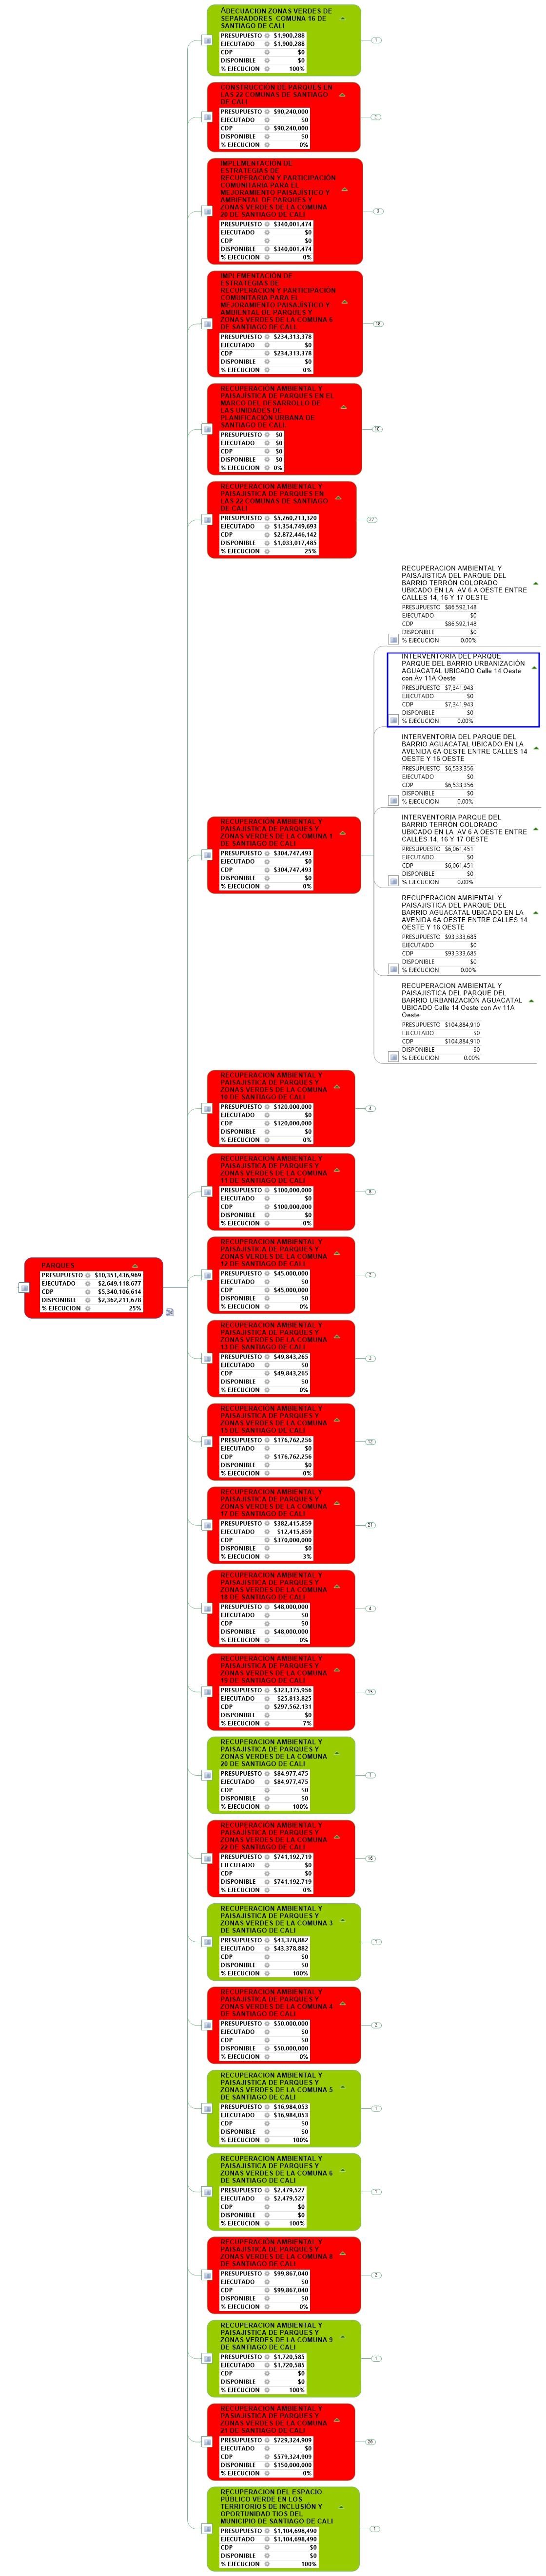 ADECUACION ZONAS VERDES DE
SEPARADORES COMUNA 16 DE
SANTIAGO DE CALI
PRESUPUESTO $1,900,288
EJECUTADO $1,900,288
CDP $0
DISPONIBLE $0
% EJECUCION 100%
1
CONSTRUCCIÓN DE PARQUES EN
LAS 22 COMUNAS DE SANTIAGO
DE CALI
PRESUPUESTO $90,240,000
EJECUTADO $0
CDP $90,240,000
DISPONIBLE $0
% EJECUCION 0%
2
IMPLEMENTACIÓN DE
ESTRATEGIAS DE
RECUPERACIÓN Y PARTICIPACIÓN
COMUNITARIA PARA EL
MEJORAMIENTO PAISAJÍSTICO Y
AMBIENTAL DE PARQUES Y
ZONAS VERDES DE LA COMUNA
20 DE SANTIAGO DE CALI
PRESUPUESTO $340,001,474
EJECUTADO $0
CDP $0
DISPONIBLE $340,001,474
% EJECUCION 0%
3
IMPLEMENTACIÓN DE
ESTRATEGIAS DE
RECUPERACION Y PARTICIPACIÓN
COMUNITARIA PARA EL
MEJORAMIENTO PAISAJÍSTICO Y
AMBIENTAL DE PARQUES Y
ZONAS VERDES DE LA COMUNA 6
DE SANTIAGO DE CALI
PRESUPUESTO $234,313,378
EJECUTADO $0
CDP $234,313,378
DISPONIBLE $0
% EJECUCION 0%
18
RECUPERACIÓN AMBIENTAL Y
PAISAJISTICA DE PARQUES EN EL
MARCO DEL DESARROLLO DE
LAS UNIDADES DE
PLANIFICACIÓN URBANA DE
SANTIAGO DE CALI
PRESUPUESTO $0
EJECUTADO $0
CDP $0
DISPONIBLE $0
% EJECUCION 0%
10
RECUPERACION AMBIENTAL Y
PAISAJISTICA DE PARQUES EN
LAS 22 COMUNAS DE SANTIAGO
DE CALI
PRESUPUESTO $5,260,213,320
EJECUTADO $1,354,749,693
CDP $2,872,446,142
DISPONIBLE $1,033,017,485
% EJECUCION 25%
27
RECUPERACION AMBIENTAL Y
PAISAJISTICA DEL PARQUE DEL
BARRIO TERRÓN COLORADO
UBICADO EN LA AV 6 A OESTE ENTRE
CALLES 14, 16 Y 17 OESTE
PRESUPUESTO $86,592,148
EJECUTADO $0
CDP $86,592,148
DISPONIBLE $0
% EJECUCION 0.00%
INTERVENTORIA DEL PARQUE
PARQUE DEL BARRIO URBANIZACIÓN
AGUACATAL UBICADO Calle 14 Oeste
con Av 11A Oeste
PRESUPUESTO $7,341,943
EJECUTADO $0
CDP $7,341,943
DISPONIBLE $0
% EJECUCION 0.00%
INTERVENTORIA DEL PARQUE DEL
BARRIO AGUACATAL UBICADO EN LA
AVENIDA 6A OESTE ENTRE CALLES 14
OESTE Y 16 OESTE
PRESUPUESTO $6,533,356
EJECUTADO $0
CDP $6,533,356
DISPONIBLE $0
% EJECUCION 0.00%
INTERVENTORIA PARQUE DEL
BARRIO TERRÓN COLORADO
UBICADO EN LA AV 6 A OESTE ENTRE
CALLES 14, 16 Y 17 OESTE
PRESUPUESTO $6,061,451
EJECUTADO $0
CDP $6,061,451
DISPONIBLE $0
% EJECUCION 0.00%
RECUPERACION AMBIENTAL Y
PAISAJISTICA DEL PARQUE DEL
BARRIO AGUACATAL UBICADO EN LA
AVENIDA 6A OESTE ENTRE CALLES 14
OESTE Y 16 OESTE
PRESUPUESTO $93,333,685
EJECUTADO $0
CDP $93,333,685
DISPONIBLE $0
% EJECUCION 0.00%
RECUPERACION AMBIENTAL Y
PAISAJISTICA DEL PARQUE DEL
BARRIO URBANIZACIÓN AGUACATAL
UBICADO Calle 14 Oeste con Av 11A
Oeste
PRESUPUESTO $104,884,910
EJECUTADO $0
CDP $104,884,910
DISPONIBLE $0
% EJECUCION 0.00%
RECUPERACIÓN AMBIENTAL Y
PAISAJISTICA DE PARQUES Y
ZONAS VERDES DE LA COMUNA 1
DE SANTIAGO DE CALI
PRESUPUESTO $304,747,493
EJECUTADO $0
CDP $304,747,493
DISPONIBLE $0
% EJECUCION 0%
RECUPERACION AMBIENTAL Y
PAISAJISTICA DE PARQUES Y
ZONAS VERDES DE LA COMUNA
10 DE SANTIAGO DE CALI
PRESUPUESTO $120,000,000
EJECUTADO $0
CDP $120,000,000
DISPONIBLE $0
% EJECUCION 0%
4
RECUPERACION AMBIENTAL Y
PAISAJISTICA DE PARQUES Y
ZONAS VERDES DE LA COMUNA
11 DE SANTIAGO DE CALI
PRESUPUESTO $100,000,000
EJECUTADO $0
CDP $100,000,000
DISPONIBLE $0
% EJECUCION 0%
RECUPERACION AMBIENTAL Y
PAISAJISTICA DE PARQUES Y
ZONAS VERDES DE LA COMUNA
12 DE SANTIAGO DE CALI
PRESUPUESTO $45,000,000
EJECUTADO $0
CDP $45,000,000
DISPONIBLE $0
% EJECUCION 0%
2
PARQUES
PRESUPUESTO $10,351,436,969
EJECUTADO $2,649,118,677
CDP $5,340,106,614
DISPONIBLE $2,362,211,678
% EJECUCION 25%
RECUPERACION AMBIENTAL Y
PAISAJISTICA DE PARQUES Y
ZONAS VERDES DE LA COMUNA
13 DE SANTIAGO DE CALI
PRESUPUESTO $49,843,265
EJECUTADO $0
CDP $49,843,265
DISPONIBLE $0
% EJECUCION 0%
2
RECUPERACION AMBIENTAL Y
PAISAJISTICA DE PARQUES Y
ZONAS VERDES DE LA COMUNA
15 DE SANTIAGO DE CALI
PRESUPUESTO $176,762,256
EJECUTADO $0
CDP $176,762,256
DISPONIBLE $0
% EJECUCION 0%
12
RECUPERACION AMBIENTAL Y
PAISAJISTICA DE PARQUES Y
ZONAS VERDES DE LA COMUNA
17 DE SANTIAGO DE CALI
PRESUPUESTO $382,415,859
EJECUTADO $12,415,859
CDP $370,000,000
DISPONIBLE $0
% EJECUCION 3%
21
RECUPERACION AMBIENTAL Y
PAISAJISTICA DE PARQUES Y
ZONAS VERDES DE LA COMUNA
18 DE SANTIAGO DE CALI
PRESUPUESTO $48,000,000
EJECUTADO $0
CDP $0
DISPONIBLE $48,000,000
% EJECUCION 0%
4
RECUPERACION AMBIENTAL Y
PAISAJISTICA DE PARQUES Y
ZONAS VERDES DE LA COMUNA
19 DE SANTIAGO DE CALI
PRESUPUESTO $323,375,956
EJECUTADO $25,813,825
CDP $297,562,131
DISPONIBLE $0
% EJECUCION 7%
15
RECUPERACION AMBIENTAL Y
PAISAJISTICA DE PARQUES Y
ZONAS VERDES DE LA COMUNA
20 DE SANTIAGO DE CALI
PRESUPUESTO $84,977,475
EJECUTADO $84,977,475
CDP $0
DISPONIBLE $0
% EJECUCION 100%
1
RECUPERACIÓN AMBIENTAL Y
PAISAJISTICA DE PARQUES Y
ZONAS VERDES DE LA COMUNA
22 DE SANTIAGO DE CALI
PRESUPUESTO $741,192,719
EJECUTADO $0
CDP $0
DISPONIBLE $741,192,719
% EJECUCION 0%
16
RECUPERACION AMBIENTAL Y
PAISAJISTICA DE PARQUES Y
ZONAS VERDES DE LA COMUNA 3
DE SANTIAGO DE CALI
PRESUPUESTO $43,378,882
EJECUTADO $43,378,882
CDP $0
DISPONIBLE $0
% EJECUCION 100%
1
RECUPERACION AMBIENTAL Y
PAISAJISTICA DE PARQUES Y
ZONAS VERDES DE LA COMUNA 4
DE SANTIAGO DE CALI
PRESUPUESTO $50,000,000
EJECUTADO $0
CDP $0
DISPONIBLE $50,000,000
% EJECUCION 0%
2
RECUPERACION AMBIENTAL Y
PAISAJISTICA DE PARQUES Y
ZONAS VERDES DE LA COMUNA 5
DE SANTIAGO DE CALI
PRESUPUESTO $16,984,053
EJECUTADO $16,984,053
CDP $0
DISPONIBLE $0
% EJECUCION 100%
1
RECUPERACION AMBIENTAL Y
PAISAJISTICA DE PARQUES Y
ZONAS VERDES DE LA COMUNA 6
DE SANTIAGO DE CALI
PRESUPUESTO $2,479,527
EJECUTADO $2,479,527
CDP $0
DISPONIBLE $0
% EJECUCION 100%
1
RECUPERACION AMBIENTAL Y
PAISAJISTICA DE PARQUES Y
ZONAS VERDES DE LA COMUNA 8
DE SANTIAGO DE CALI
PRESUPUESTO $99,867,040
EJECUTADO $0
CDP $99,867,040
DISPONIBLE $0
% EJECUCION 0%
2
RECUPERACION AMBIENTAL Y
PAISAJISTICA DE PARQUES Y
ZONAS VERDES DE LA COMUNA 9
DE SANTIAGO DE CALI
PRESUPUESTO $1,720,585
EJECUTADO $1,720,585
CDP $0
DISPONIBLE $0
% EJECUCION 100%
1
RECUPERACION AMBIENTAL Y
PAISAJISTICA DE PARQUES Y
ZONAS VERDES DE LA COMUNA
21 DE SANTIAGO DE CALI
PRESUPUESTO $729,324,909
EJECUTADO $0
CDP $579,324,909
DISPONIBLE $150,000,000
% EJECUCION 0%
26
RECUPERACION DEL ESPACIO
PÚBLICO VERDE EN LOS
TERRITORIOS DE INCLUSIÓN Y
OPORTUNIDAD TIOS DEL
MUNICIPIO DE SANTIAGO DE CALI
PRESUPUESTO $1,104,698,490
EJECUTADO $1,104,698,490
CDP $0
DISPONIBLE $0
% EJECUCION 100%
1